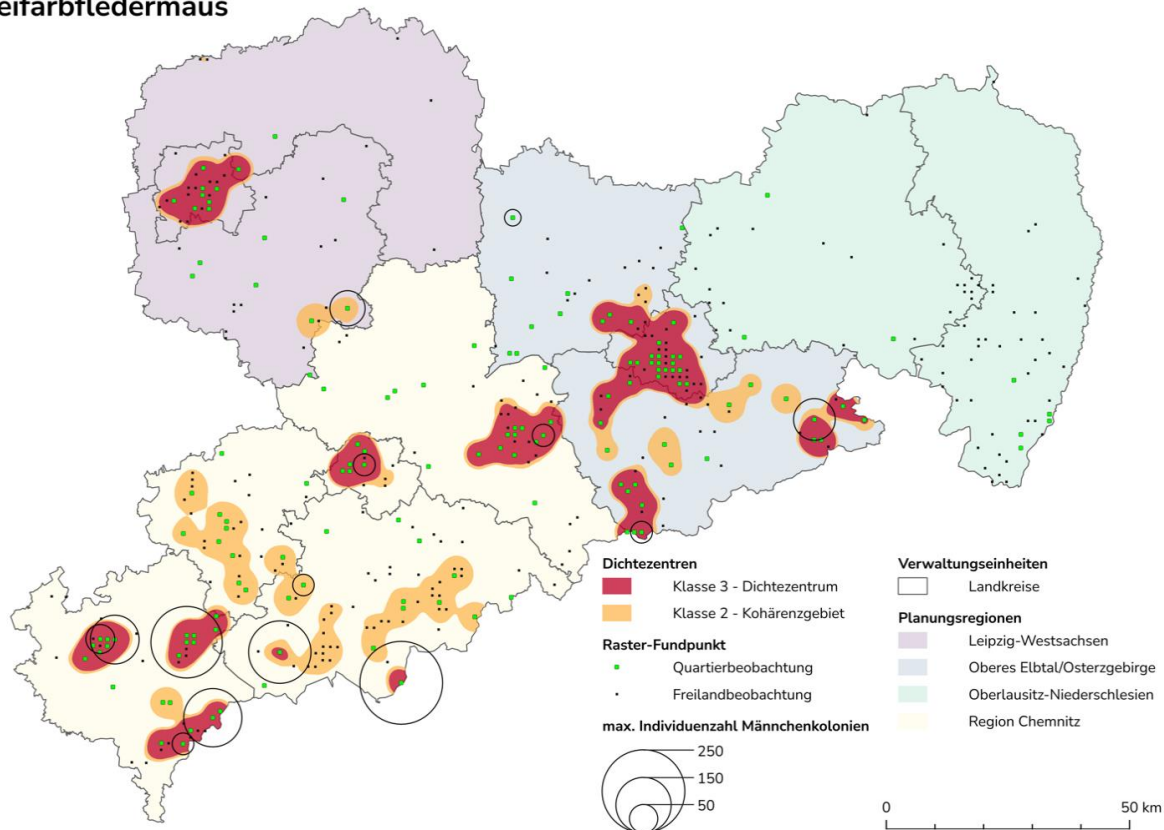 eifarbfledermaus
Dichtezentren
Klasse 3 - Dichtezentrum
Klasse 2 - Kohärenzgebiet
Raster-Fundpunkt
Quartierbeobachtung
Freilandbeobachtung
max. Individuenzahl Männchenkolonien
250
150
50
Verwaltungseinheiten
Landkreise
Planungsregionen
Leipzig-Westsachsen
Oberes Elbtal/Osterzgebirge
Oberlausitz-Niederschlesien
Region Chemnitz
0
50 km